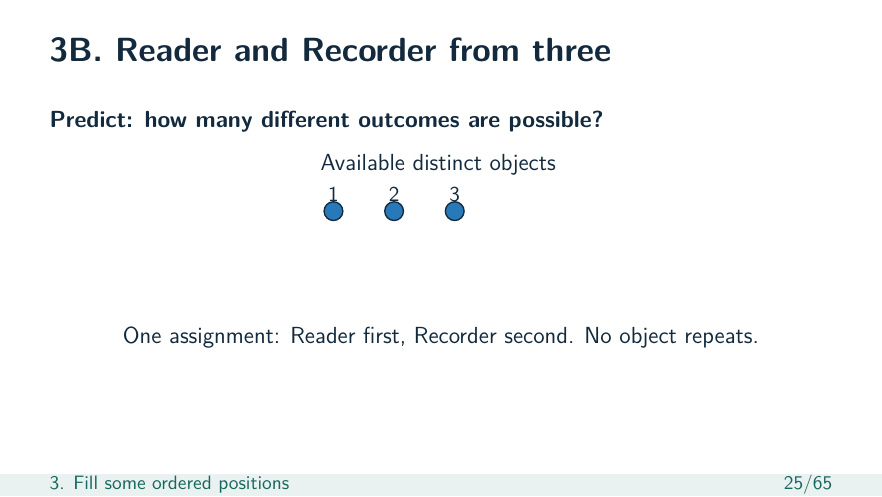 3B. Reader and Recorder from three
Predict: how many different outcomes are possible?
Available distinct objects
1 2 3
One assignment: Reader first, Recorder second. No object repeats.
3. Fill some ordered positions 25/65